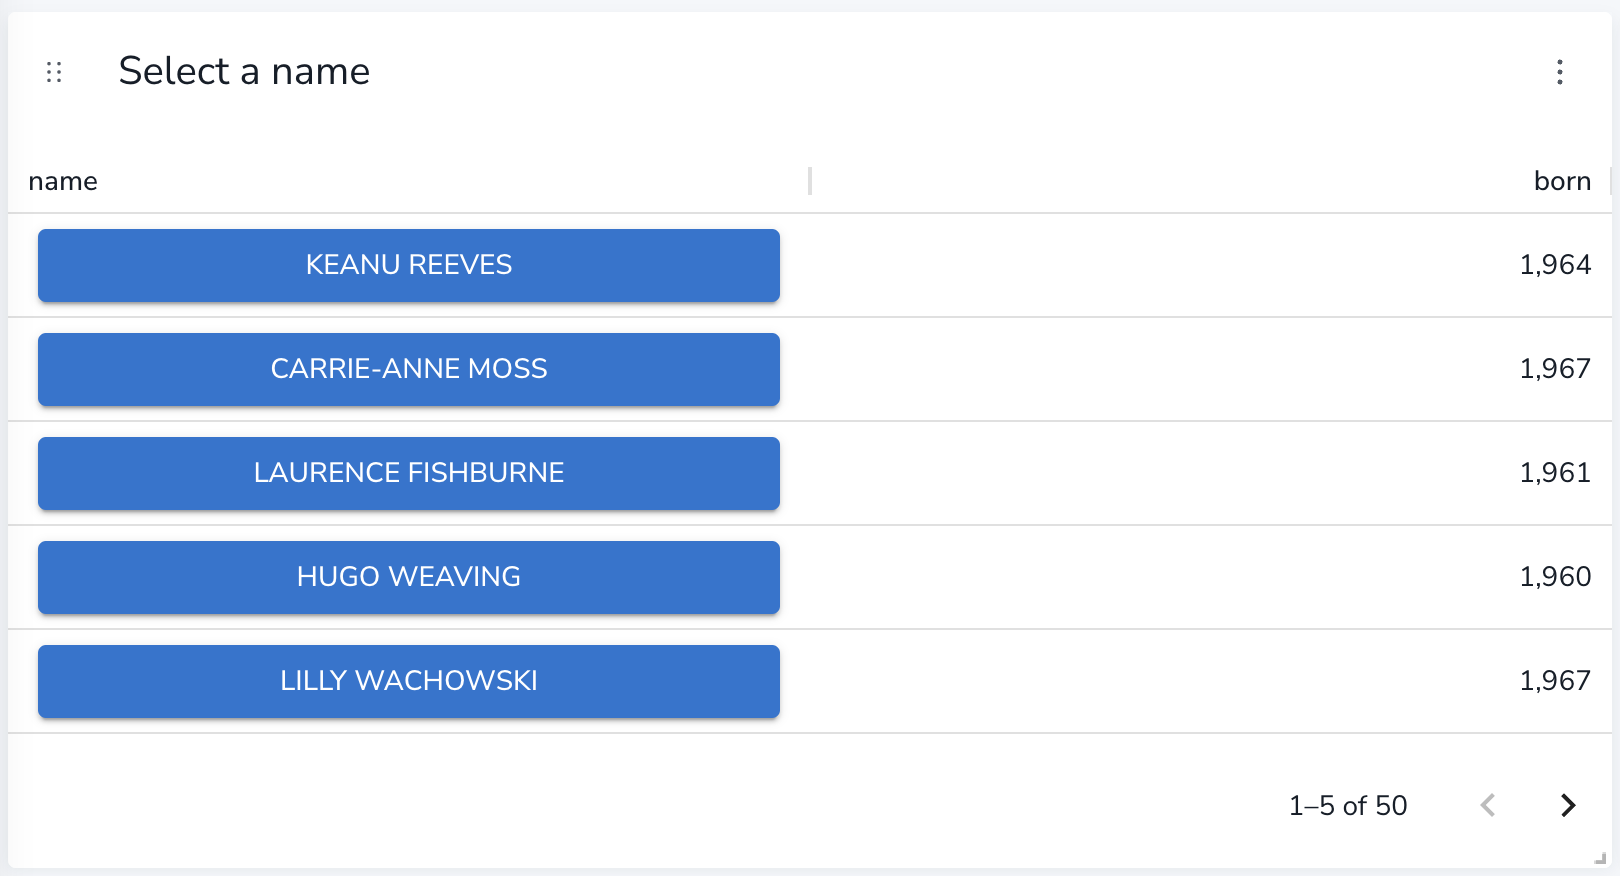 Select a name
name born
KEANU REEVES 1,964
CARRIE-ANNE MOSS 1,967
LAURENCE FISHBURNE 1,961
HUGO WEAVING 1,960
LILLY WACHOWSKI 1,967
1–5 of 50